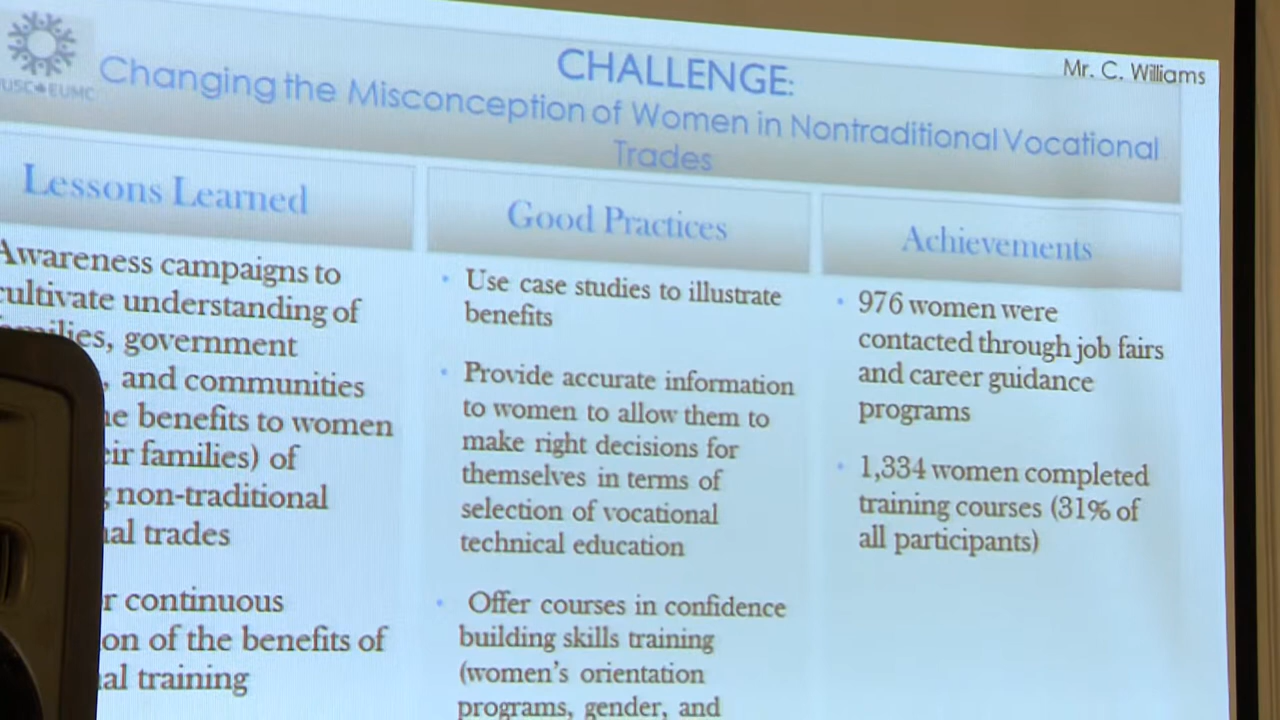 Mr. C. Williams
CHALLENGE:
Changing the Misconception of Women in Nontraditional Vocational
Trades
Lessons Learned
Awareness campaigns to
cultivate understanding of
government
and communities
benefits to women
families) of
non-traditional
trades
continuous
of the benefits of
training
Good Practices
• Use case studies to illustrate
benefits
• Provide accurate information
to women to allow them to
make right decisions for
themselves in terms of
selection of vocational
technical education
• Offer courses in confidence
building skills training
(women's orientation
programs, gender, and
Achievements
• 976 women were
contacted through job fairs
and career guidance
programs
• 1,334 women completed
training courses (31% of
all participants)